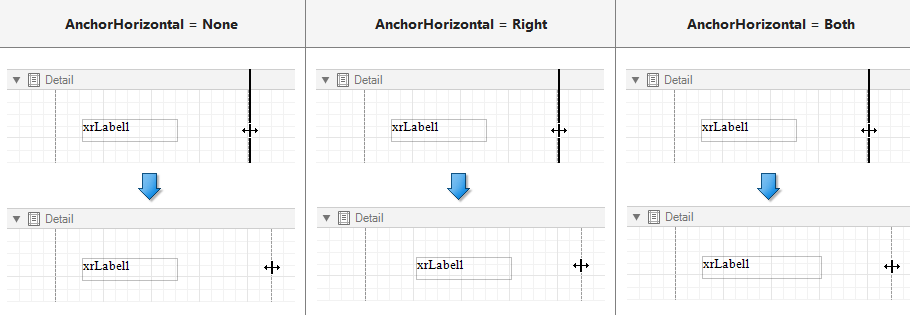 AnchorHorizontal = None
AnchorHorizontal = Right
AnchorHorizontal = Both
Detail
Detail
Detail
xrLabel1
xrLabel1
xrLabel1
Detail
Detail
Detail
xrLabel1
xrLabel1
xrLabel1